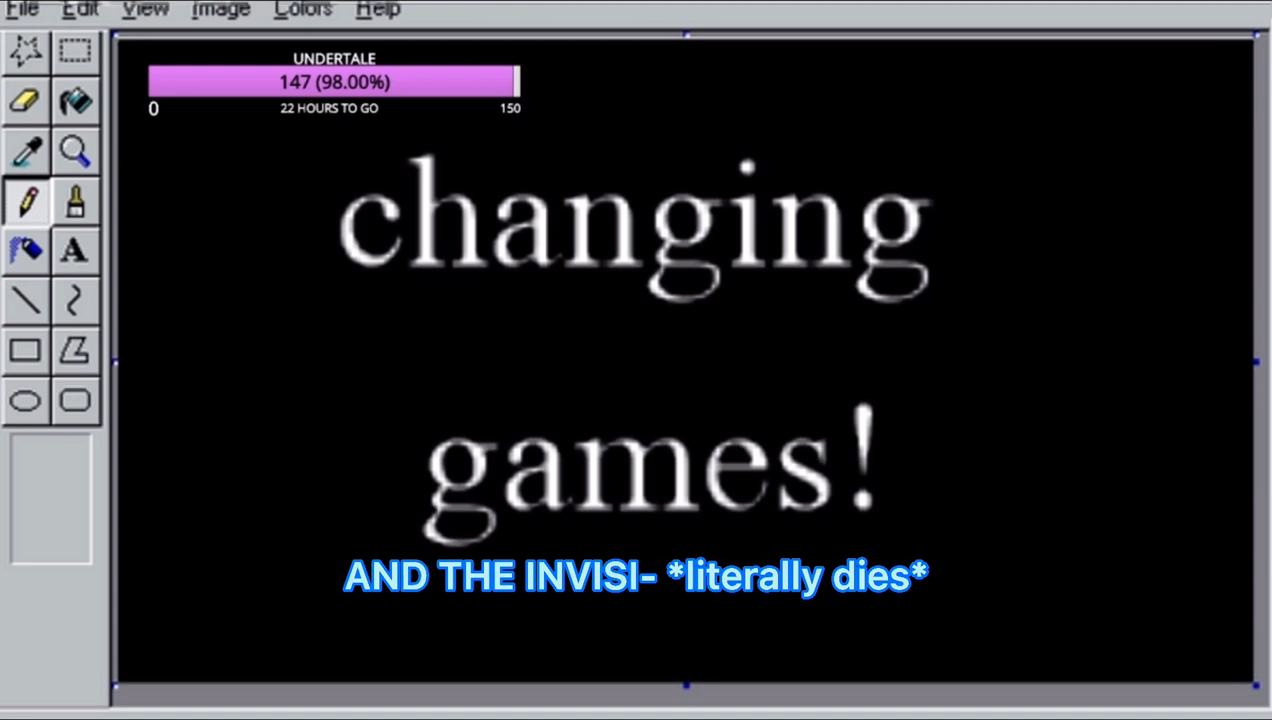 File Edit View Image Colors Help
UNDERTALE
147 (98.00%)
0 22 HOURS TO GO 150
A
changing
games!
AND THE INVISI- *literally dies*